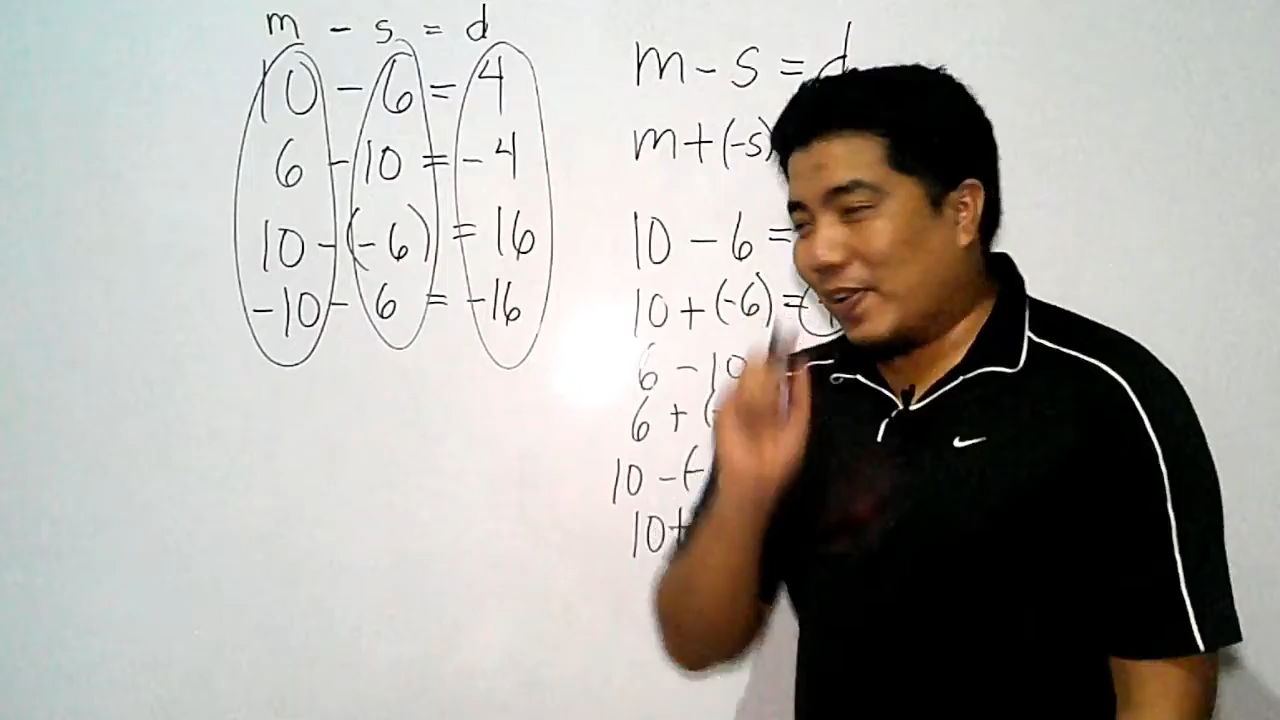 m - s = d
10 - 6 = 4
6 - 10 = - 4
10 - (- 6) = 16
-10 - 6 = -16
m - s = d
m + (-s)
10 - 6 =
10 + (-6) = (
6 - 10
6 + (
10 - (-
10 +